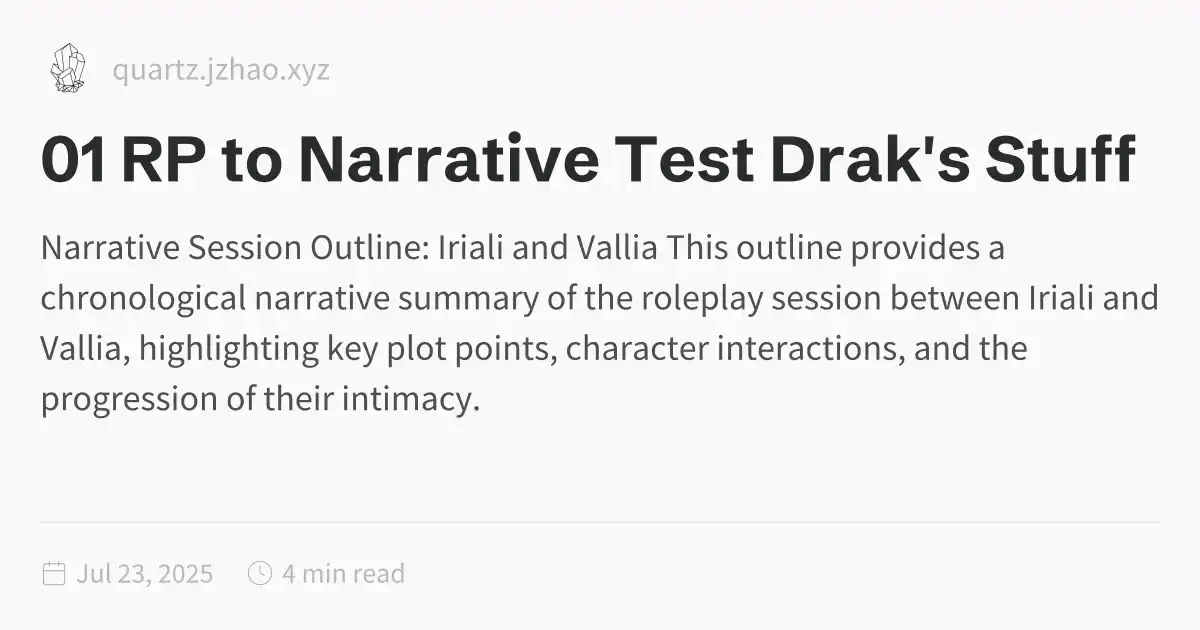 quartz.jzhao.xyz
01 RP to Narrative Test Drak's Stuff
Narrative Session Outline: Iriali and Vallia This outline provides a
chronological narrative summary of the roleplay session between Iriali and
Vallia, highlighting key plot points, character interactions, and the
progression of their intimacy.
Jul 23, 2025 4 min read